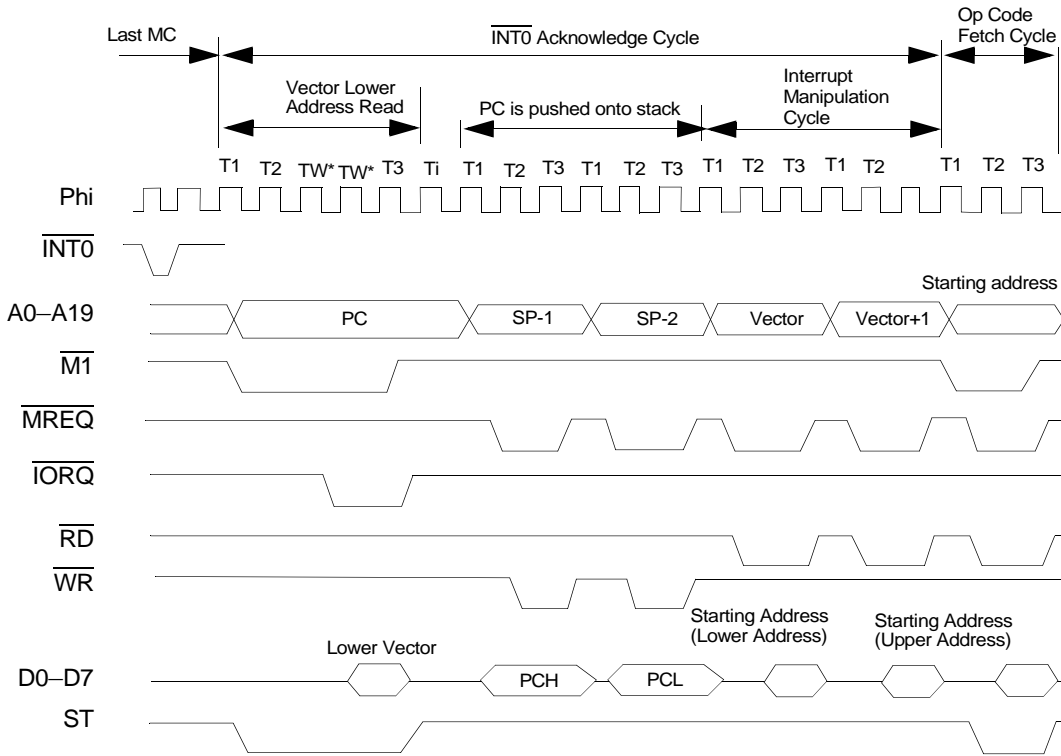 Last MC
INT0 Acknowledge Cycle
Op Code
Fetch Cycle
Vector Lower
Address Read
PC is pushed onto stack
Interrupt
Manipulation
Cycle
T1 T2 TW* TW* T3 Ti T1 T2 T3 T1 T2 T3 T1 T2 T3 T1 T2 T1 T2 T3
Phi
INT0
Starting address
A0–A19 PC SP-1 SP-2 Vector Vector+1
M1
MREQ
IORQ
RD
WR
Starting Address
(Lower Address)
Starting Address
(Upper Address)
Lower Vector
D0–D7 PCH PCL
ST